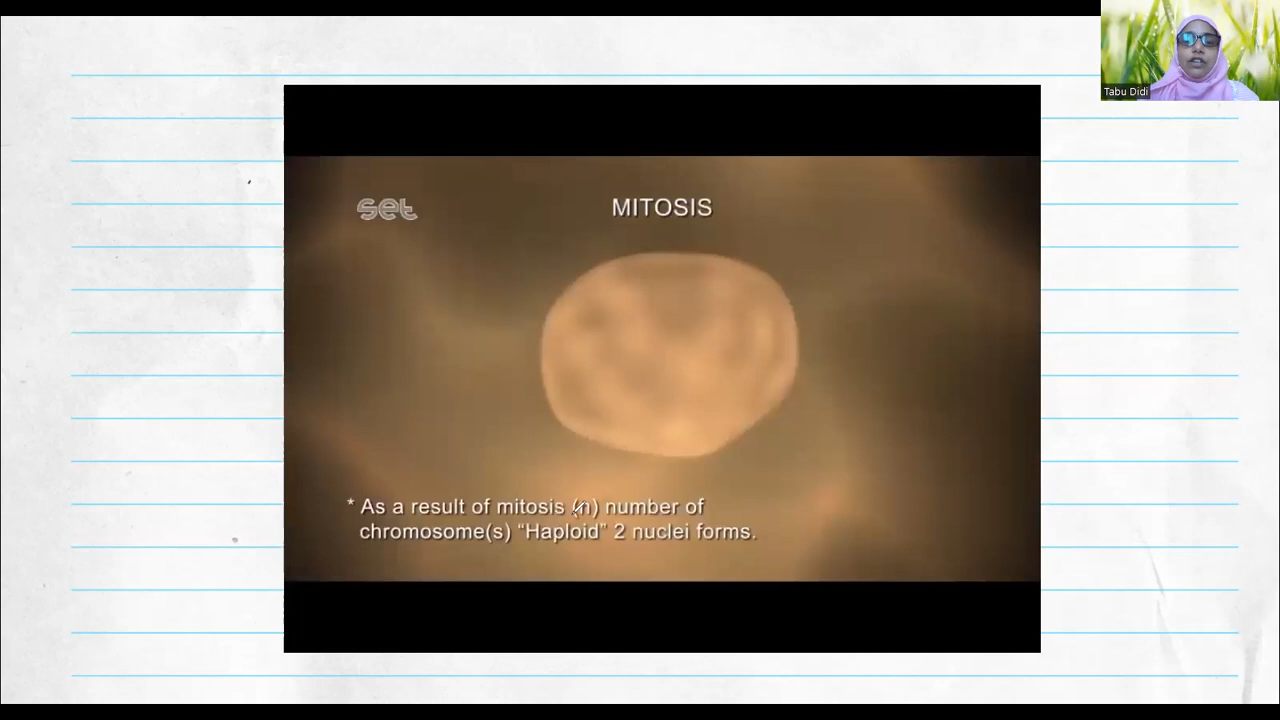 Tabu Didi
set
MITOSIS
* As a result of mitosis (n) number of
chromosome(s) “Haploid” 2 nuclei forms.